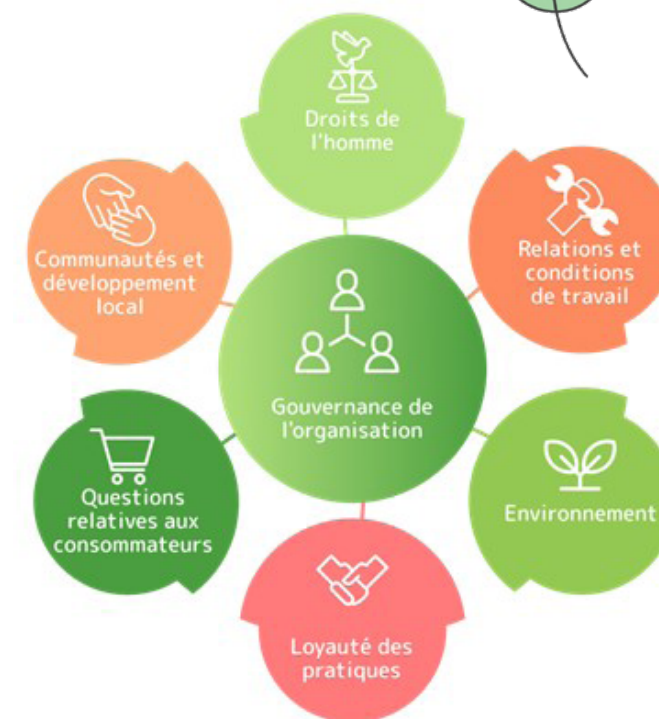 Droits de
l'homme
Communautés et
développement
local
Relations et
conditions
de travail
Gouvernance de
l'organisation
Questions
relatives aux
consommateurs
Environnement
Loyauté des
pratiques